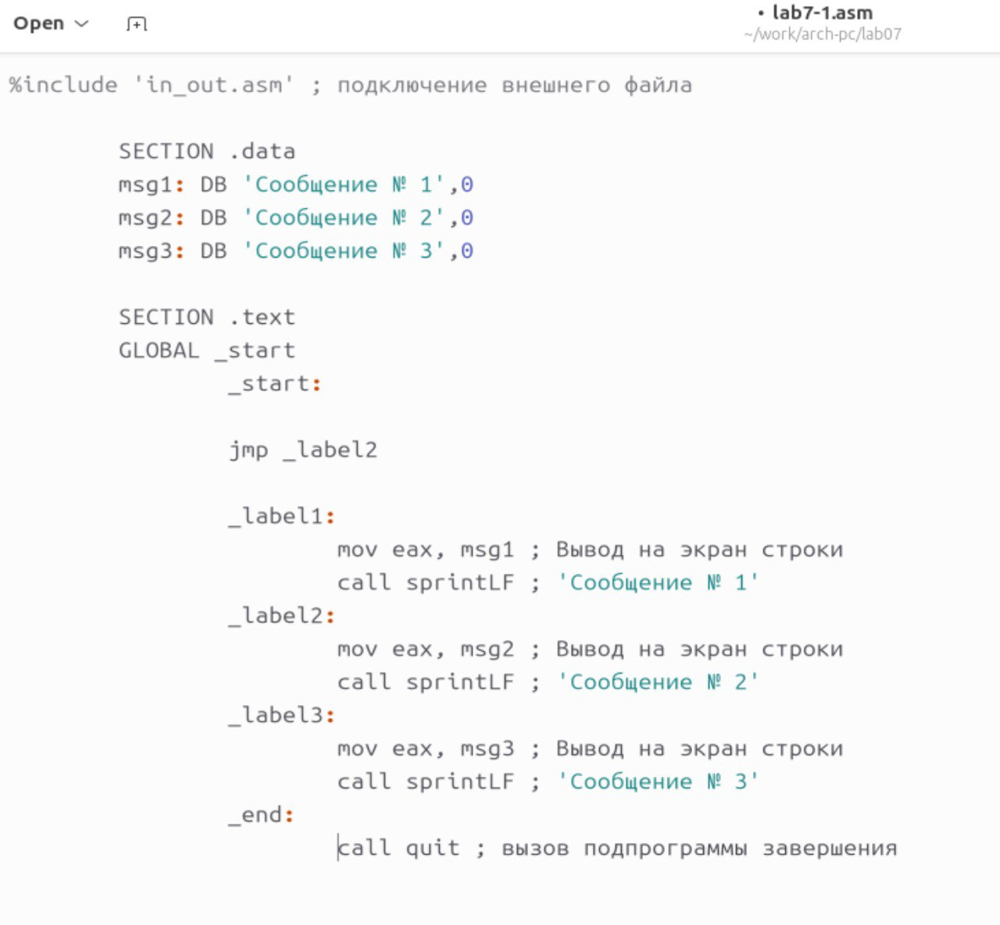 Open
• lab7-1.asm
~/work/arch-pc/lab07
%include 'in_out.asm' ; подключение внешнего файла
SECTION .data
msg1: DB 'Сообщение № 1',0
msg2: DB 'Сообщение № 2',0
msg3: DB 'Сообщение № 3',0
SECTION .text
GLOBAL _start
_start:
jmp _label2
_label1:
mov eax, msg1 ; Вывод на экран строки
call sprintLF ; 'Сообщение № 1'
_label2:
mov eax, msg2 ; Вывод на экран строки
call sprintLF ; 'Сообщение № 2'
_label3:
mov eax, msg3 ; Вывод на экран строки
call sprintLF ; 'Сообщение № 3'
_end:
call quit ; вызов подпрограммы завершения